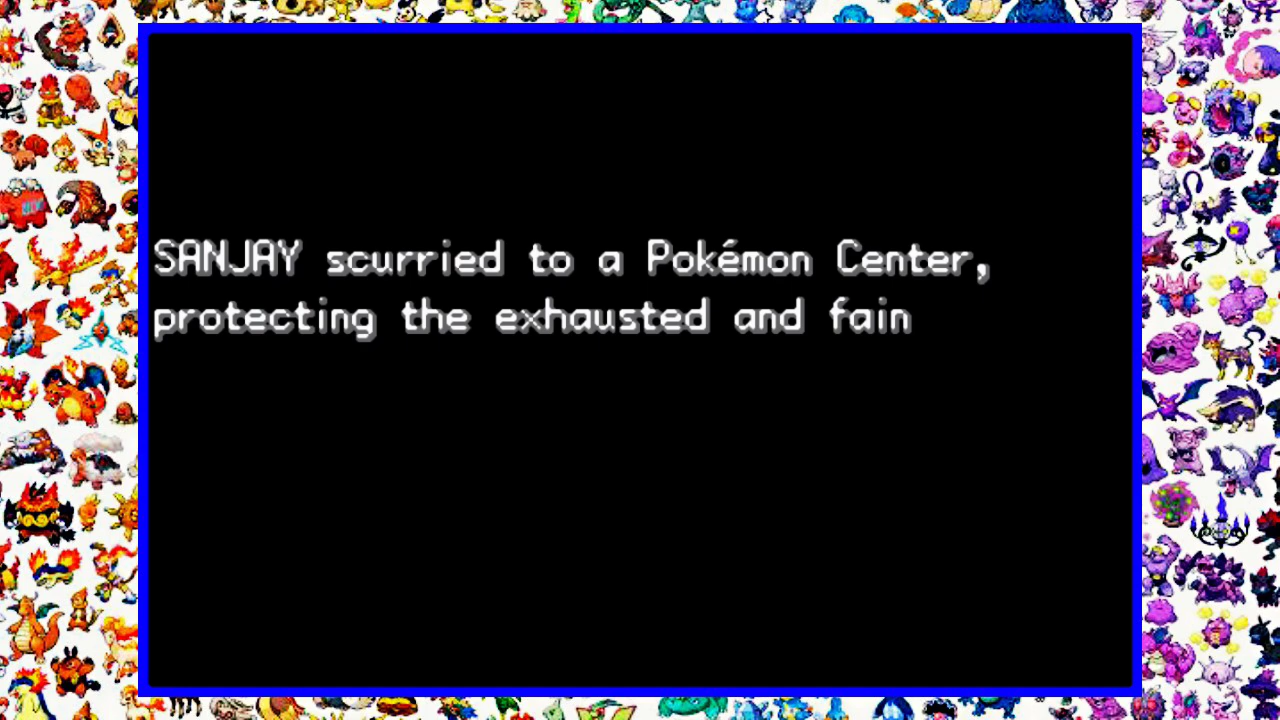 SANJAY scurried to a Pokémon Center,
protecting the exhausted and fain